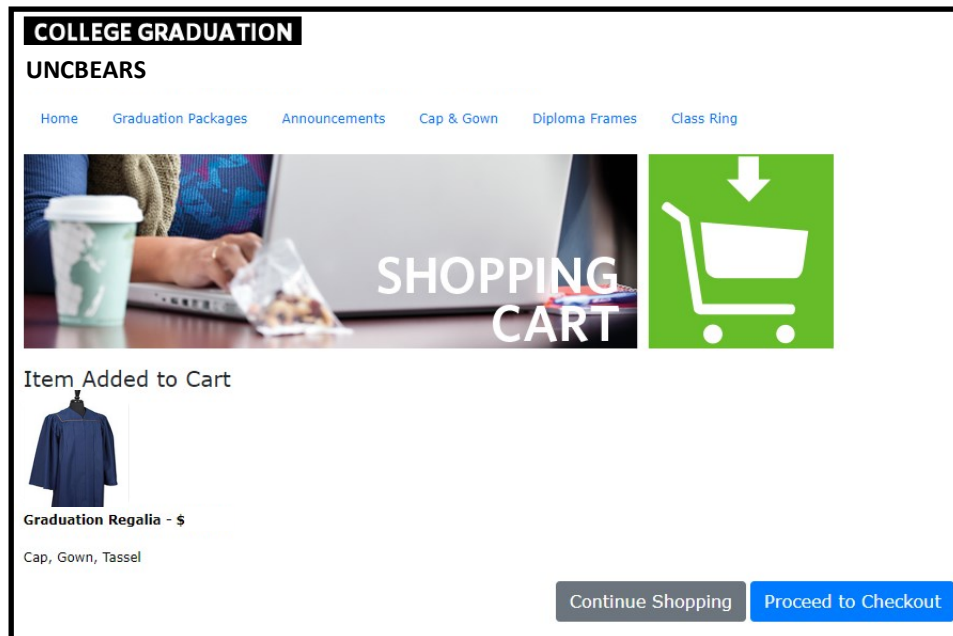 COLLEGE GRADUATION
UNCBEARS
Home Graduation Packages Announcements Cap & Gown Diploma Frames Class Ring
SHOPPING
CART
Item Added to Cart
Graduation Regalia - $
Cap, Gown, Tassel
Continue Shopping Proceed to Checkout